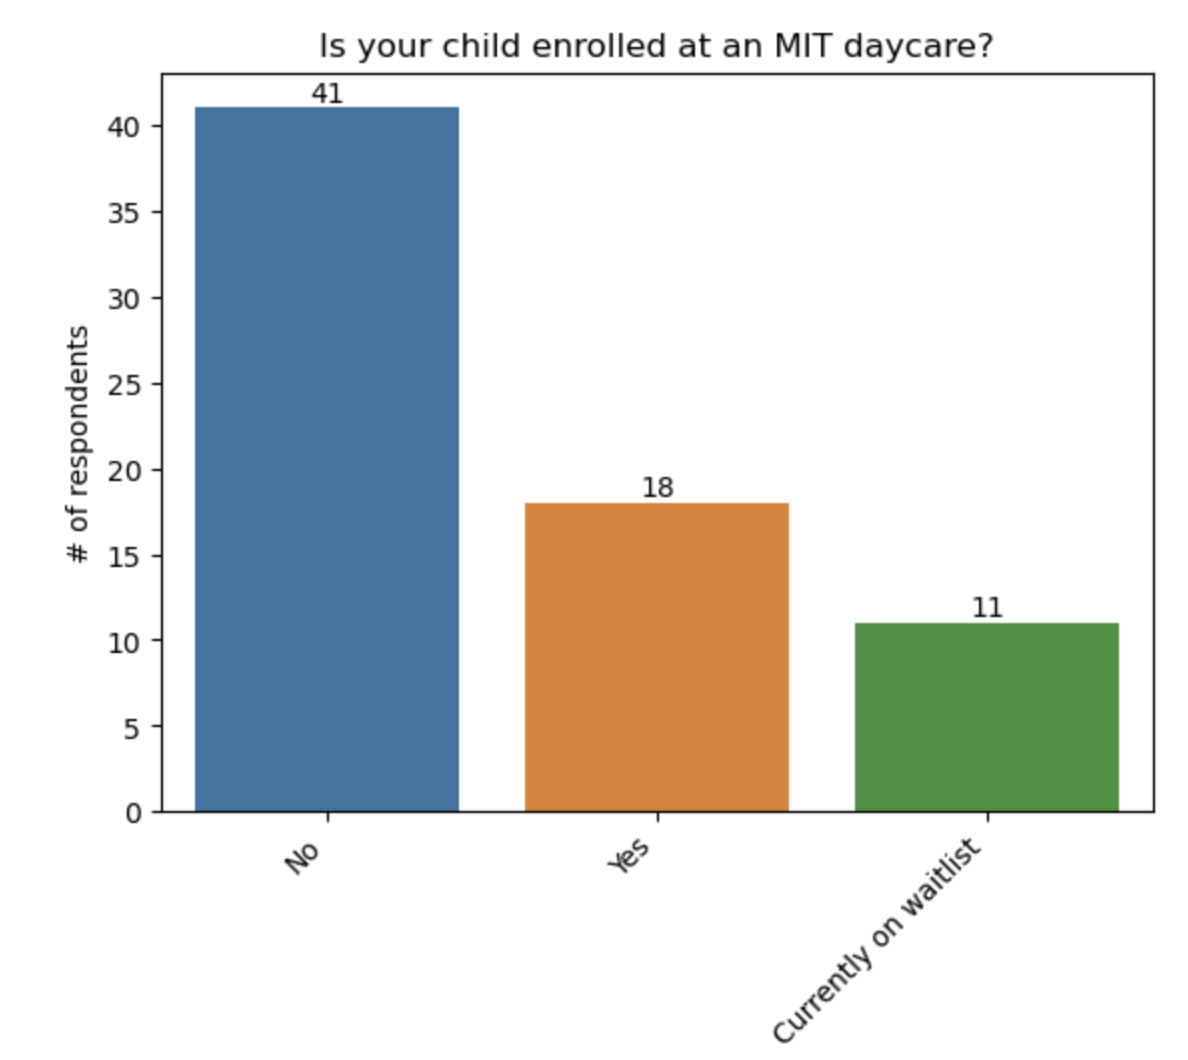 Is your child enrolled at an MIT daycare?
41
40
35
30
25
20
15
10
5
0
# of respondents
18
11
No
Yes
Currently on waitlist